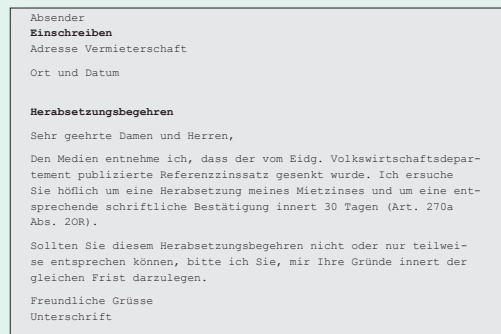 Absender
Einschreiben
Adresse Vermieterschaft
Ort und Datum
Herabsetzungsbegehren
Sehr geehrte Damen und Herren,
Den Medien entnehme ich, dass der vom Eidg. Volkswirtschaftsdepar-
tement publizierte Referenzzinssatz gesenkt wurde. Ich ersuche
Sie höflich um eine Herabsetzung meines Mietzinses und um eine ent-
sprechende schriftliche Bestätigung innert 30 Tagen (Art. 270a
Abs. 2OR).
Sollten Sie diesem Herabsetzungsbegehren nicht oder nur teilwei-
se entsprechen können, bitte ich Sie, mir Ihre Gründe innert der
gleichen Frist darzulegen.
Freundliche Grüsse
Unterschrift